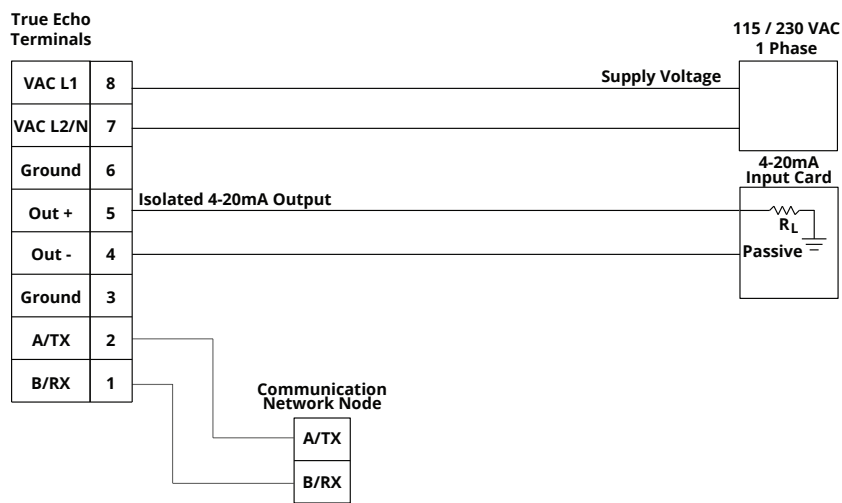 True Echo
Terminals
115 / 230 VAC
1 Phase
VAC L1 8
Supply Voltage
VAC L2/N 7
Ground 6
4-20mA
Input Card
Out + 5
Isolated 4-20mA Output
RL
Out - 4
Passive
Ground 3
A/TX 2
B/RX 1
Communication
Network Node
A/TX
B/RX